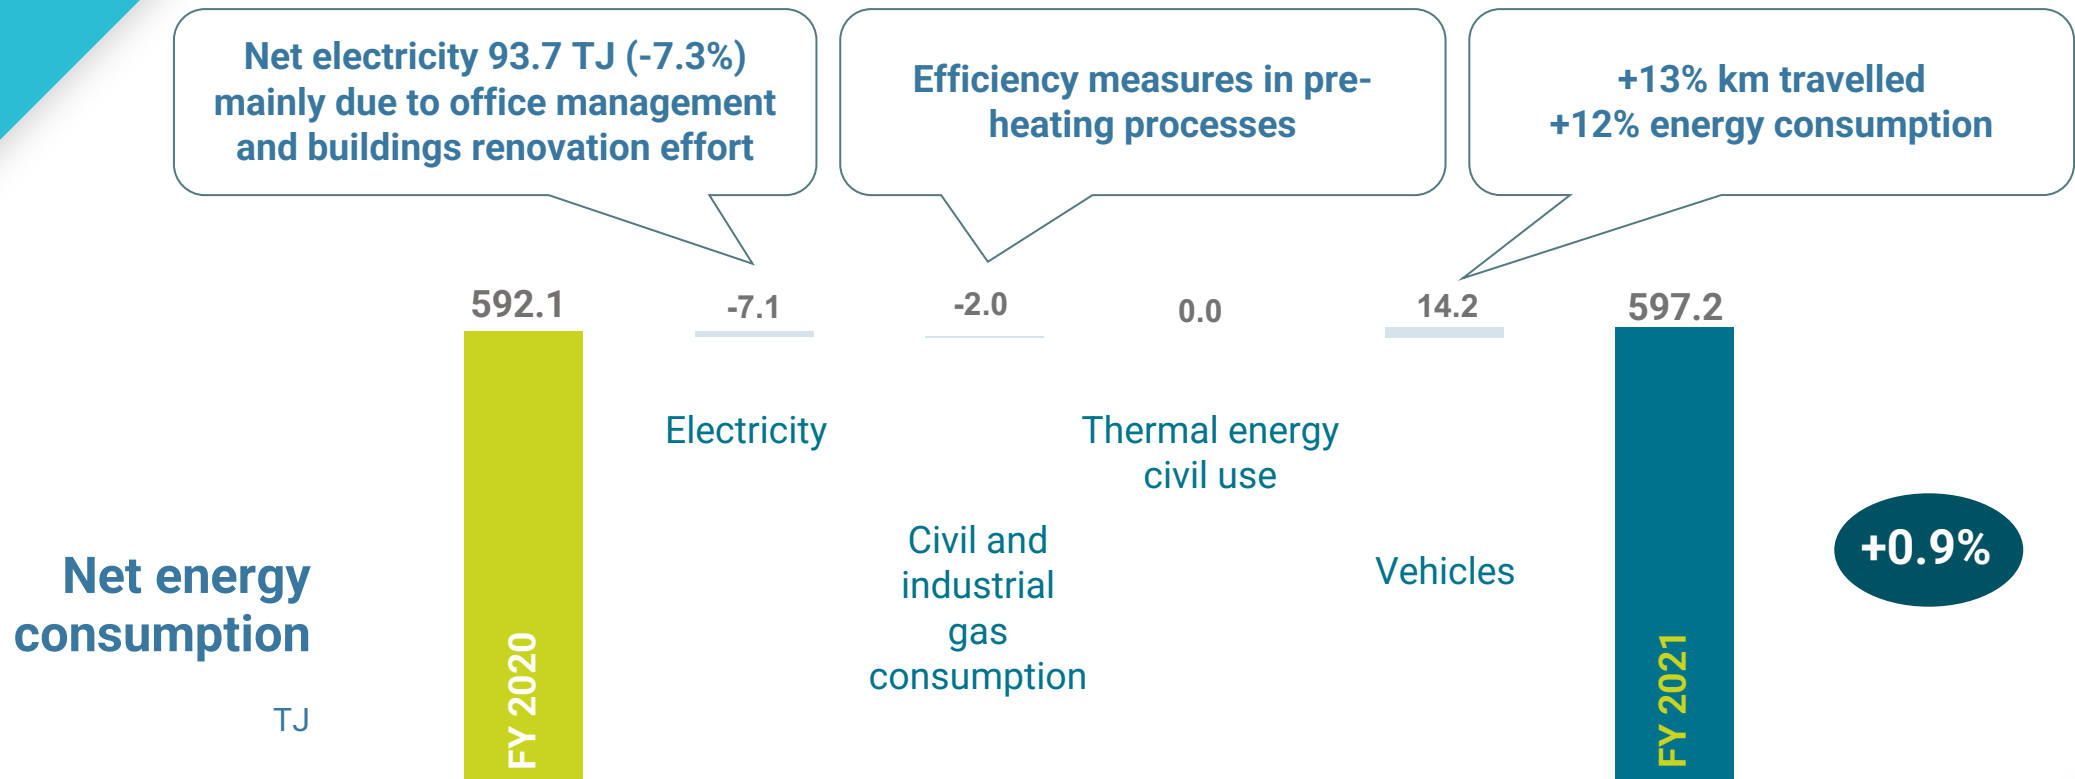 Net electricity 93.7 TJ (-7.3%)
mainly due to office management
and buildings renovation effort
Efficiency measures in pre-
heating processes
+13% km travelled
+12% energy consumption
592.1
-7.1
-2.0
0.0
14.2
597.2
Electricity
Civil and
industrial
gas
consumption
Thermal energy
civil use
Vehicles
+0.9%
Net energy
consumption
TJ
FY 2020
FY 2021